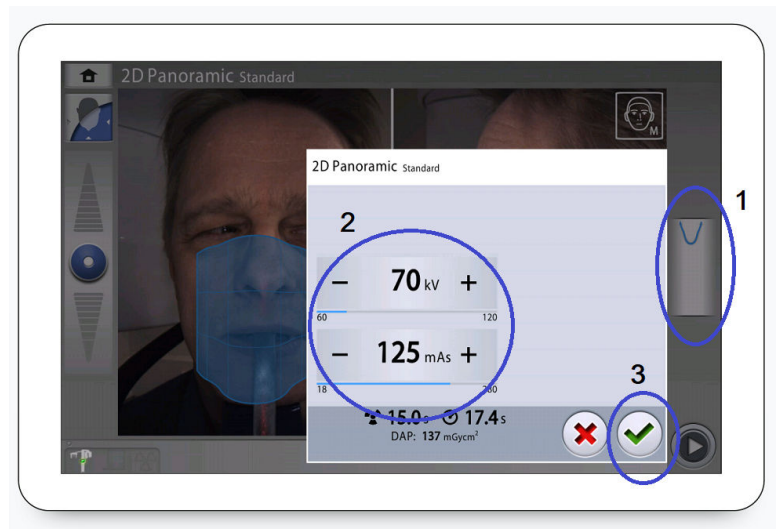 2D Panoramic Standard
M
2D Panoramic Standard
1
2
− 70 kV +
60 120
− 125 mAs +
3
18
15.0 s 17.4 s
DAP: 137 mGycm²